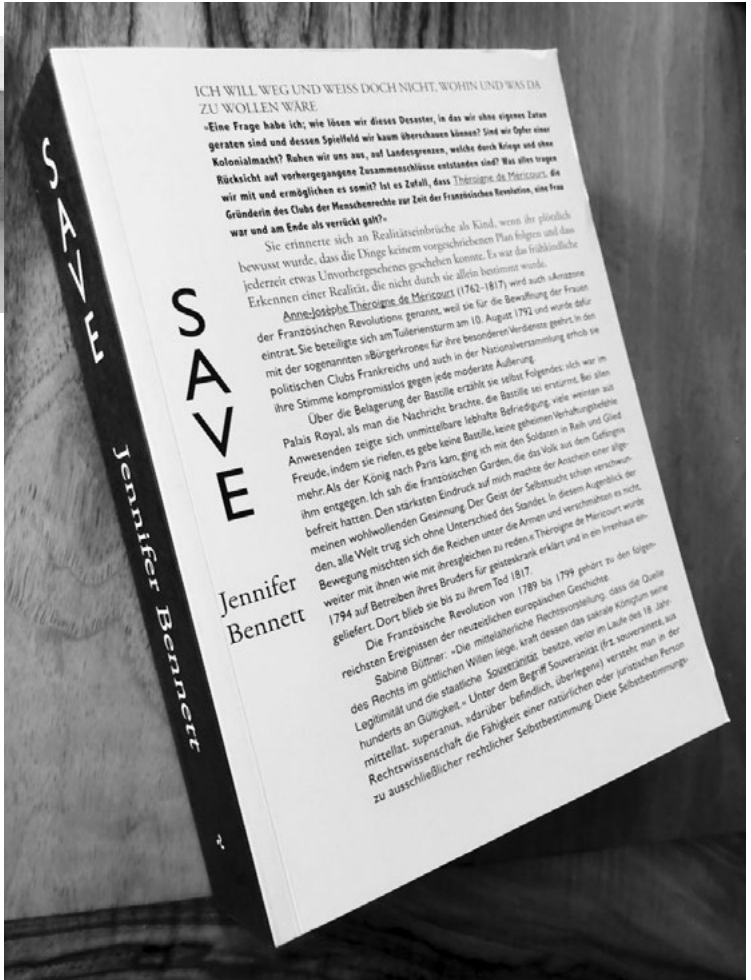 SAVE
Jennifer Bennett
SAVE
Jennifer
Bennett
ICH WILL WEG UND WEISS DOCH NICHT, WOHIN UND WAS DA
ZU WOLLEN WÄRE
»Eine Frage habe ich; wie lösen wir dieses Desaster, in das wir ohne eigenes Zutun
geraten sind und dessen Spielfeld wir kaum überschauen können? Sind wir Opfer einer
Kolonialmacht? Ruhen wir uns aus, auf Landesgrenzen, welche durch Kriege und ohne
Rücksicht auf vorhergegangene Zusammenschlüsse entstanden sind? Was alles tragen
wir mit und ermöglichen es somit? Ist es Zufall, dass Théroigne de Méricourt, die
Gründerin des Clubs der Menschenrechte zur Zeit der Französischen Revolution, eine Frau
war und am Ende als verrückt galt?«
Sie erinnerte sich an Realitätseinbrüche als Kind, wenn ihr plötzlich
bewusst wurde, dass die Dinge keinem vorgeschriebenen Plan folgten und dass
jederzeit etwas Unvorhergesehenes geschehen konnte. Es war das frühkindliche
Erkennen einer Realität, die nicht durch sie allein bestimmt wurde.
Anne-Josèphe Théroigne de Méricourt (1762–1817) wird auch »Amazone
der Französischen Revolution« genannt, weil sie für die Bewaffnung der Frauen
eintrat. Sie beteiligte sich am Tuileriensturm am 10. August 1792 und wurde dafür
mit der sogenannten »Bürgerkrone« für ihre besonderen Verdienste geehrt. In den
politischen Clubs Frankreichs und auch in der Nationalversammlung erhob sie
ihre Stimme kompromisslos gegen jede moderate Äußerung.
Über die Belagerung der Bastille erzählt sie selbst Folgendes: »Ich war im
Palais Royal, als man die Nachricht brachte, die Bastille sei erstürmt. Bei allen
Anwesenden zeigte sich unmittelbare lebhafte Befriedigung, viele weinten aus
Freude, indem sie riefen, es gebe keine Bastille, keine geheimen Verhaftungsbefehle
mehr. Als der König nach Paris kam, ging ich mit den Soldaten in Reih und Glied
ihm entgegen. Ich sah die französischen Garden, die das Volk aus dem Gefängnis
befreit hatten. Den stärksten Eindruck auf mich machte der Anschein einer allge-
meinen wohlwollenden Gesinnung. Der Geist der Selbstsucht schien verschwun-
den, alle Welt trug sich ohne Unterschied des Standes. In diesem Augenblick der
Bewegung mischten sich die Reichen unter die Armen und verschmähten es nicht,
weiter mit ihnen wie mit ihresgleichen zu reden.« Théroigne de Méricourt wurde
1794 auf Betreiben ihres Bruders für geisteskrank erklärt und in ein Irrenhaus ein-
geliefert. Dort blieb sie bis zu ihrem Tod 1817.
Die Französische Revolution von 1789 bis 1799 gehört zu den folgen-
reichsten Ereignissen der neuzeitlichen europäischen Geschichte.
Sabine Büttner: »Die mittelalterliche Rechtsvorstellung, dass die Quelle
des Rechts im göttlichen Willen liege, kraft dessen das sakrale Königtum seine
Legitimität und die staatliche Souveränität besitze, verlor im Laufe des 18. Jahr-
hunderts an Gültigkeit.« Unter dem Begriff Souveränität (frz. souveraineté, aus
mittellat. superanus, »darüber befindlich, überlegen«) versteht man in der
Rechtswissenschaft die Fähigkeit einer natürlichen oder juristischen Person
zu ausschließlicher rechtlicher Selbstbestimmung. Diese Selbstbestimmungs-